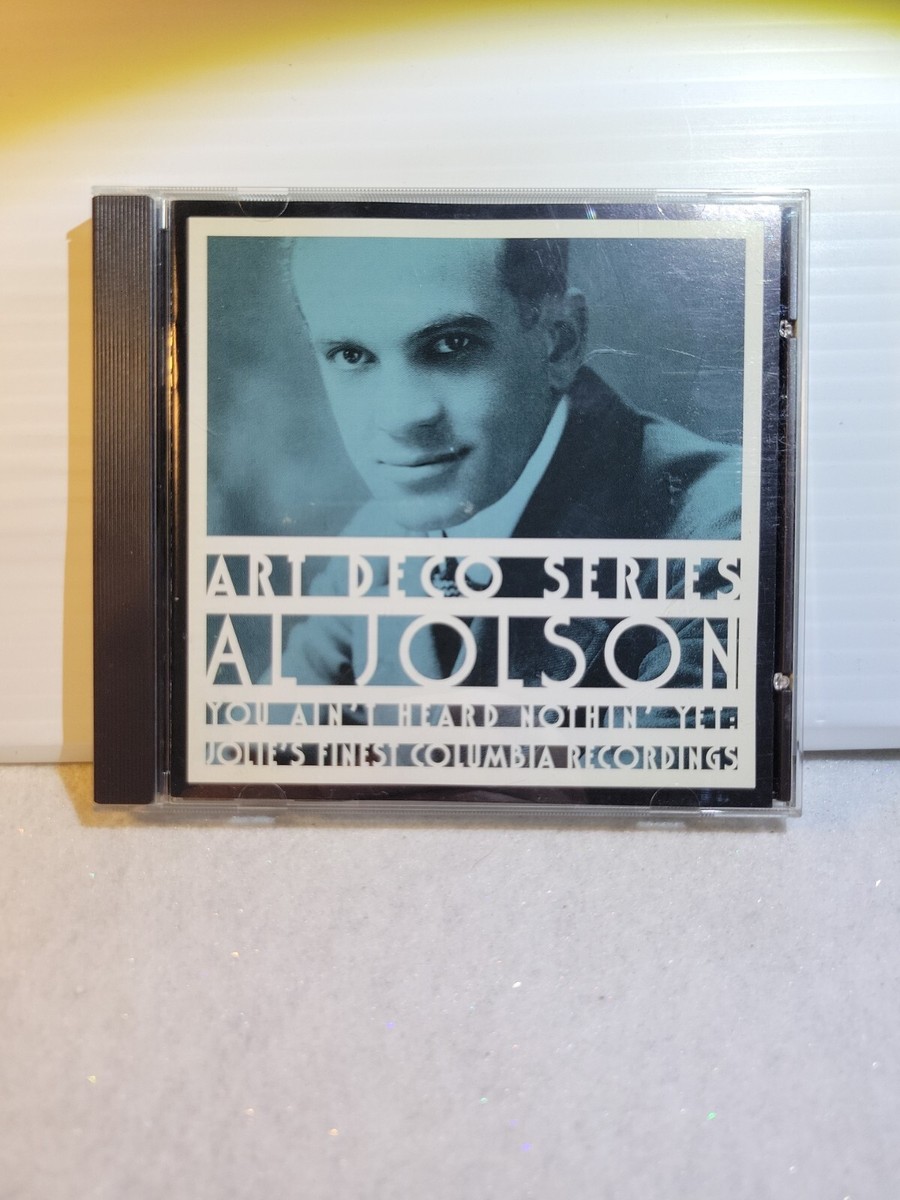 ART DECO SERIES
AL JOLSON
YOU AIN'T HEARD NOTHIN' YET:
JOLIE'S FINEST COLUMBIA RECORDINGS